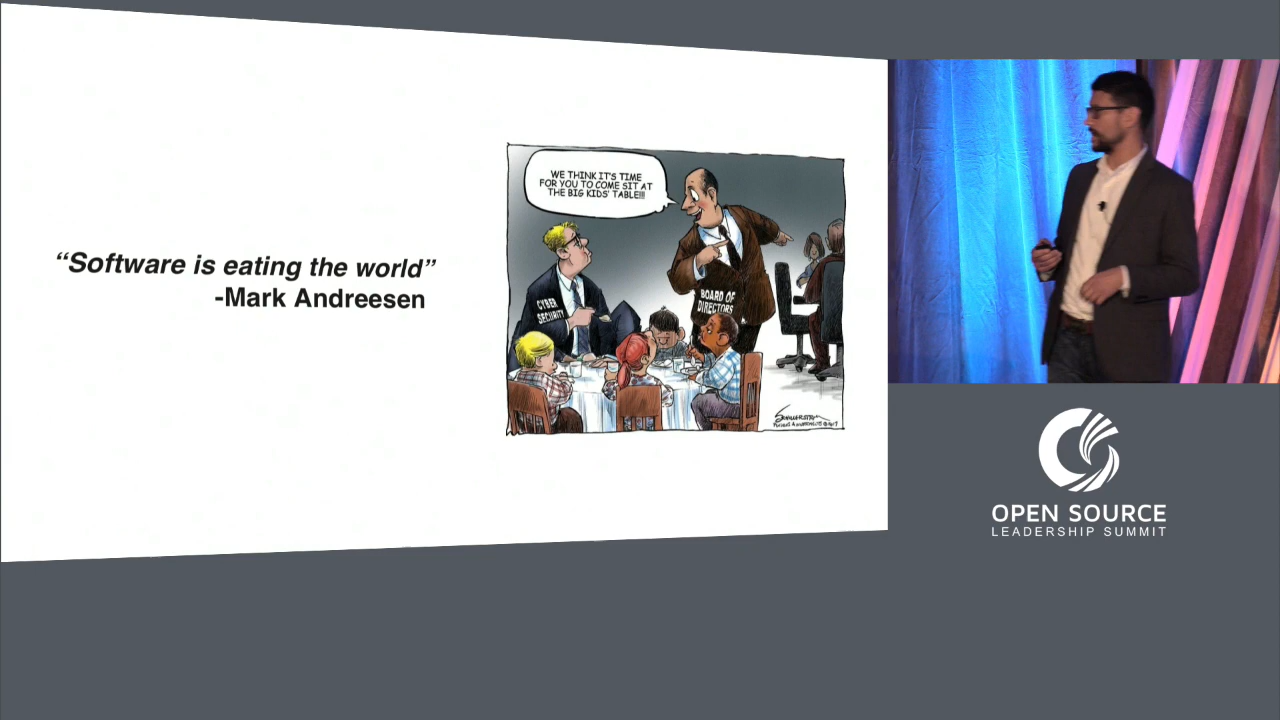 “Software is eating the world”
-Mark Andreesen
WE THINK IT'S TIME
FOR YOU TO COME SIT AT
THE BIG KIDS' TABLE!!!
CYBER
SECURITY
BOARD OF
DIRECTORS
OPEN SOURCE
LEADERSHIP SUMMIT